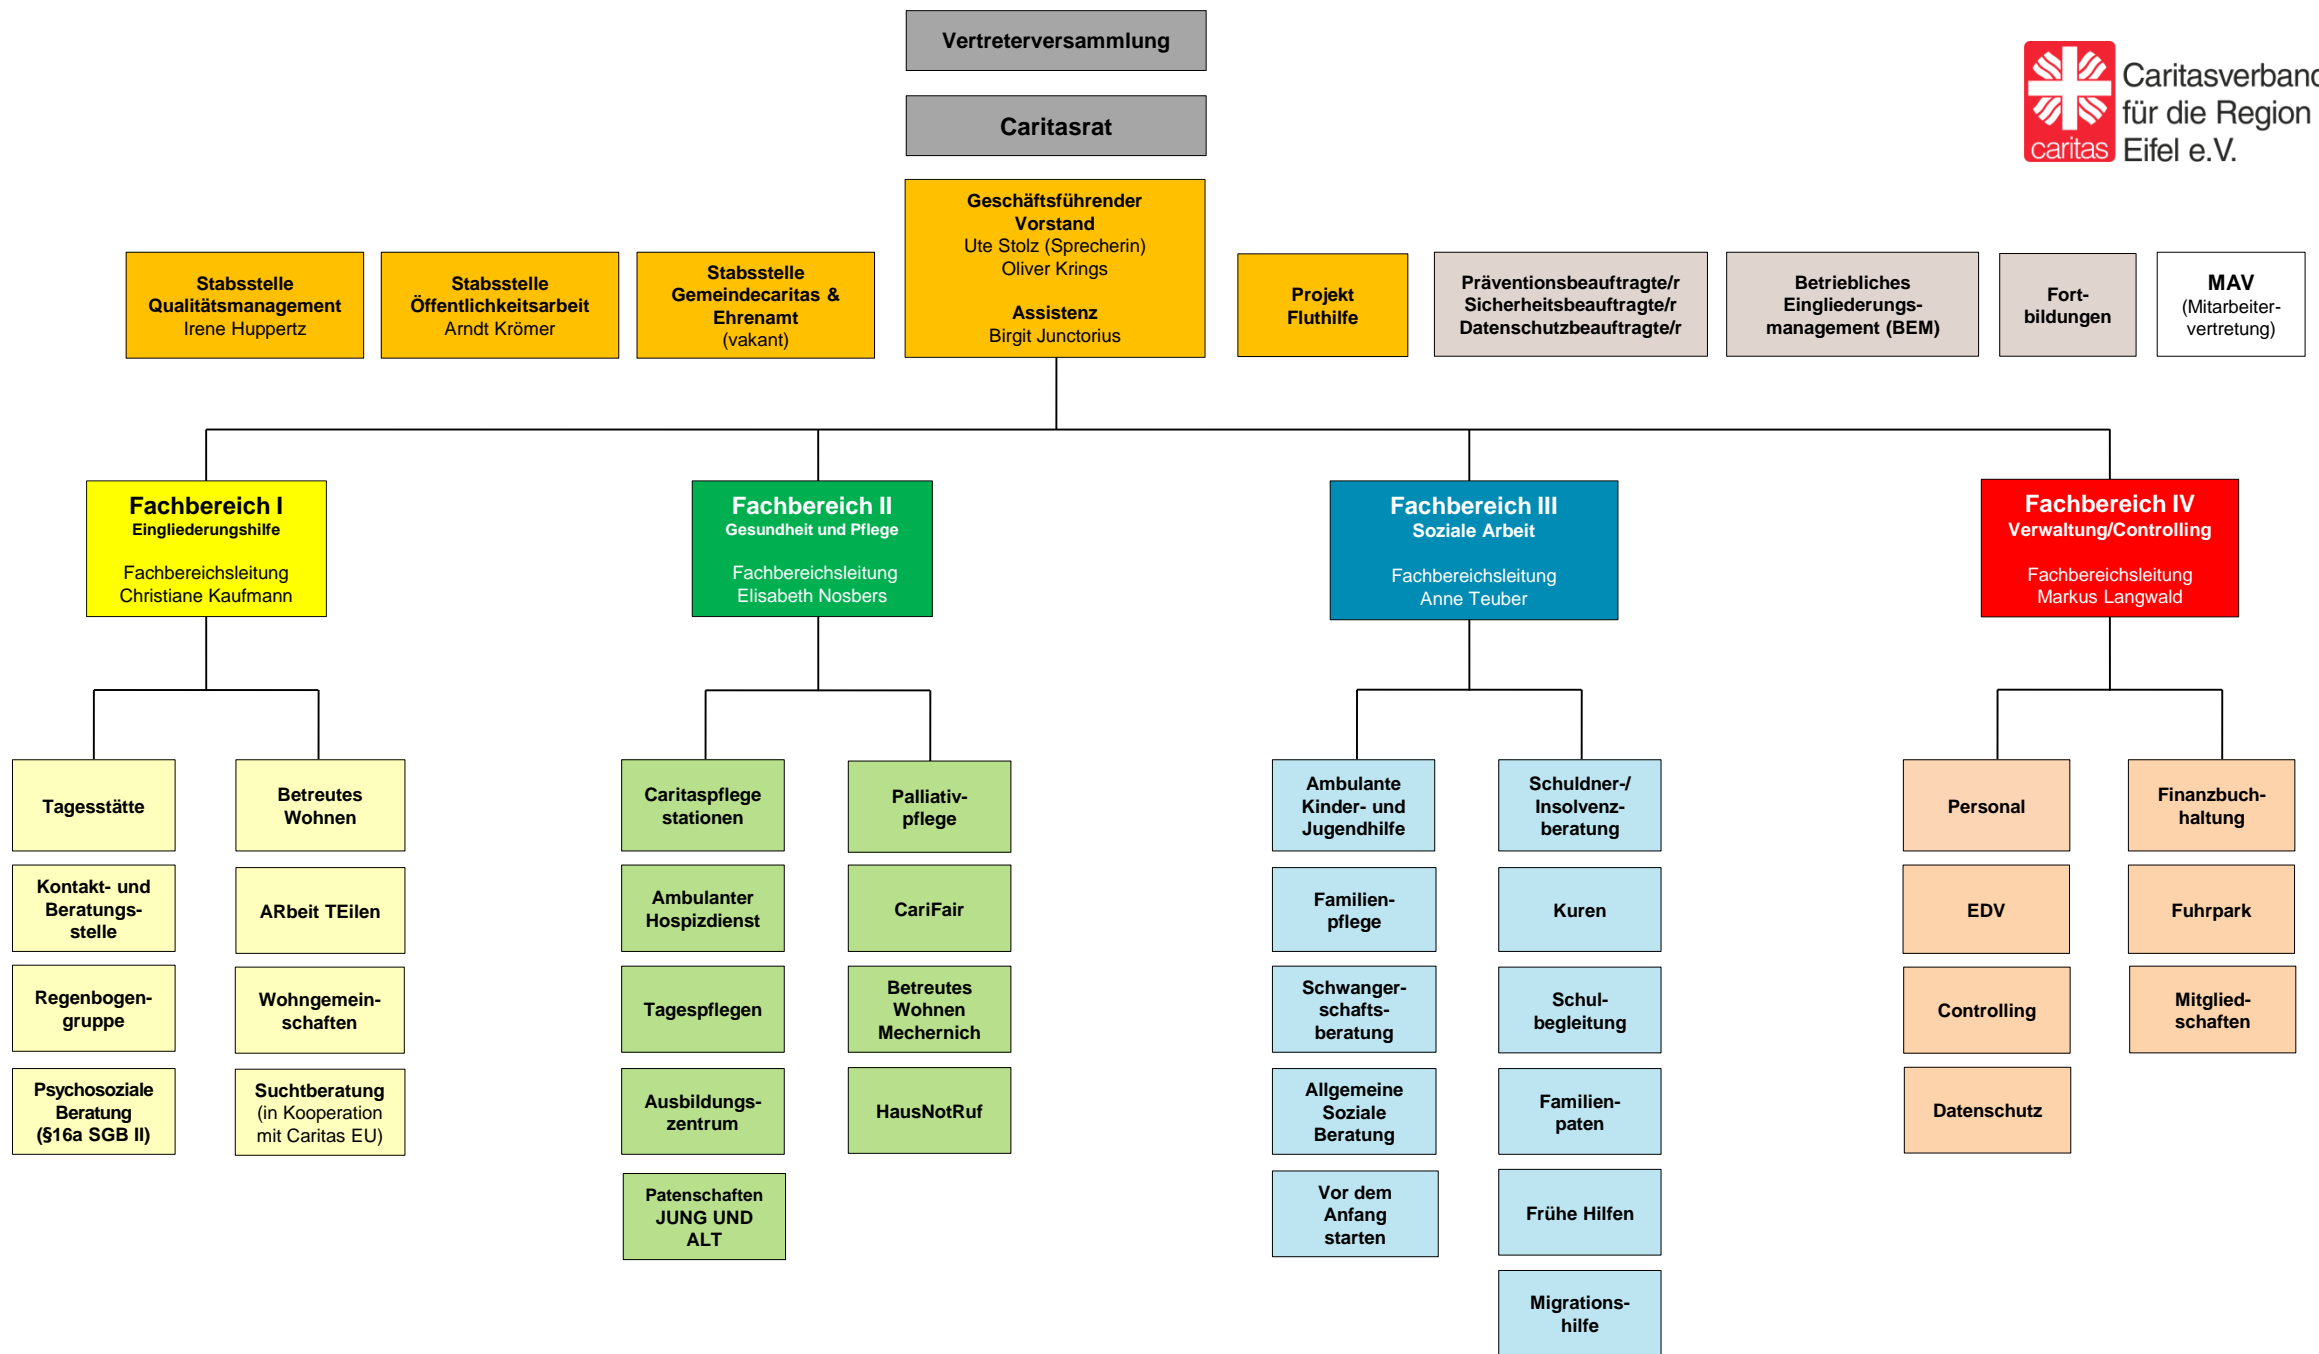 Vertreterversammlung
Caritasrat
caritas
Caritasverband
für die Region
Eifel e.V.
Stabsstelle
Qualitätsmanagement
Irene Huppertz
Stabsstelle
Öffentlichkeitsarbeit
Arndt Krömer
Stabsstelle
Gemeindecaritas &
Ehrenamt
(vakant)
Geschäftsführender
Vorstand
Ute Stolz (Sprecherin)
Oliver Krings
Assistenz
Birgit Junctorius
Projekt
Fluthilfe
Präventionsbeauftragte/r
Sicherheitsbeauftragte/r
Datenschutzbeauftragte/r
Betriebliches
Eingliederungs-
management (BEM)
Fort-
bildungen
MAV
(Mitarbeiter-
vertretung)
Fachbereich I
Eingliederungshilfe
Fachbereichsleitung
Christiane Kaufmann
Fachbereich II
Gesundheit und Pflege
Fachbereichsleitung
Elisabeth Nosbers
Fachbereich III
Soziale Arbeit
Fachbereichsleitung
Anne Teuber
Fachbereich IV
Verwaltung/Controlling
Fachbereichsleitung
Markus Langwald
Tagesstätte
Kontakt- und
Beratungs-
stelle
Regenbogen-
gruppe
Psychosoziale
Beratung
(§16a SGB II)
Betreutes
Wohnen
ARbeit TEilen
Wohngemein-
schaften
Suchtberatung
(in Kooperation
mit Caritas EU)
Caritaspflege
stationen
Ambulanter
Hospizdienst
Tagespflegen
Ausbildungs-
zentrum
Patenschaften
JUNG UND
ALT
Palliativ-
pflege
CariFair
Betreutes
Wohnen
Mechernich
HausNotRuf
Ambulante
Kinder- und
Jugendhilfe
Familien-
pflege
Schwanger-
schafts-
beratung
Allgemeine
Soziale
Beratung
Vor dem
Anfang
starten
Schuldner-/
Insolvenz-
beratung
Kuren
Schul-
begleitung
Familien-
paten
Frühe Hilfen
Migrations-
hilfe
Personal
EDV
Controlling
Datenschutz
Finanzbuch-
haltung
Fuhrpark
Mitglied-
schaften